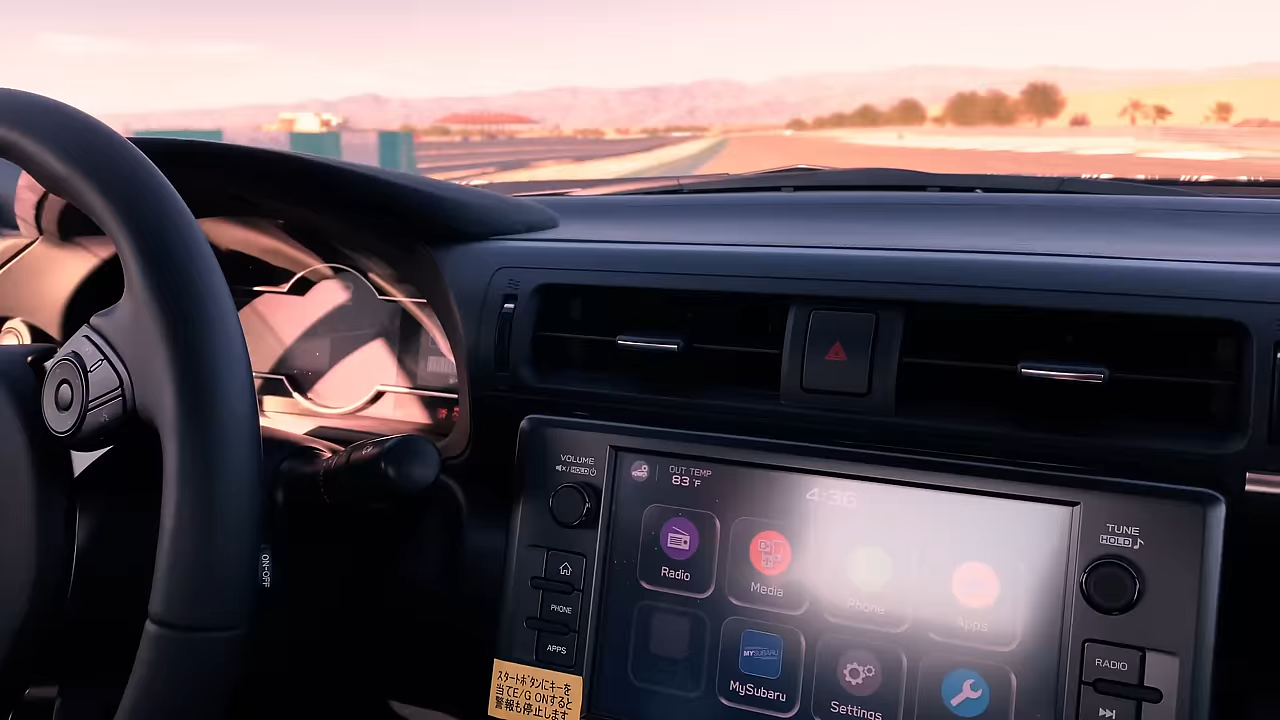 VOLUME
HOLD
OUT TEMP
83 °F
4:36
TUNE
HOLD
Radio
Media
Phone
Apps
PHONE
APPS
RADIO
ON-OFF
MYSUBARU
MySubaru
Settings
スタートボタンにキーを
当てE/G ONすると
警報も停止します